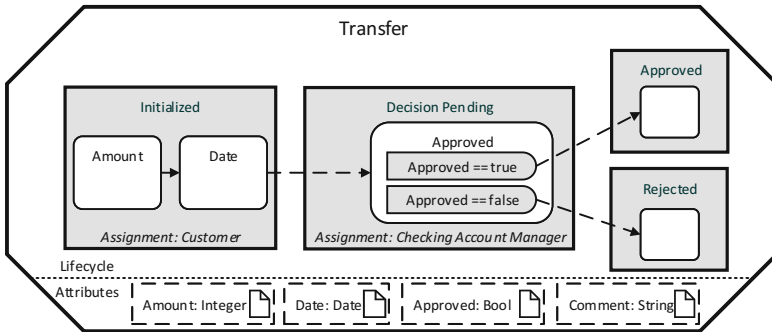 Transfer
Initialized
Amount
Date
Assignment: Customer
Decision Pending
Approved
Approved == true
Approved == false
Assignment: Checking Account Manager
Approved
Rejected
Lifecycle
Attributes
Amount: Integer
Date: Date
Approved: Bool
Comment: String